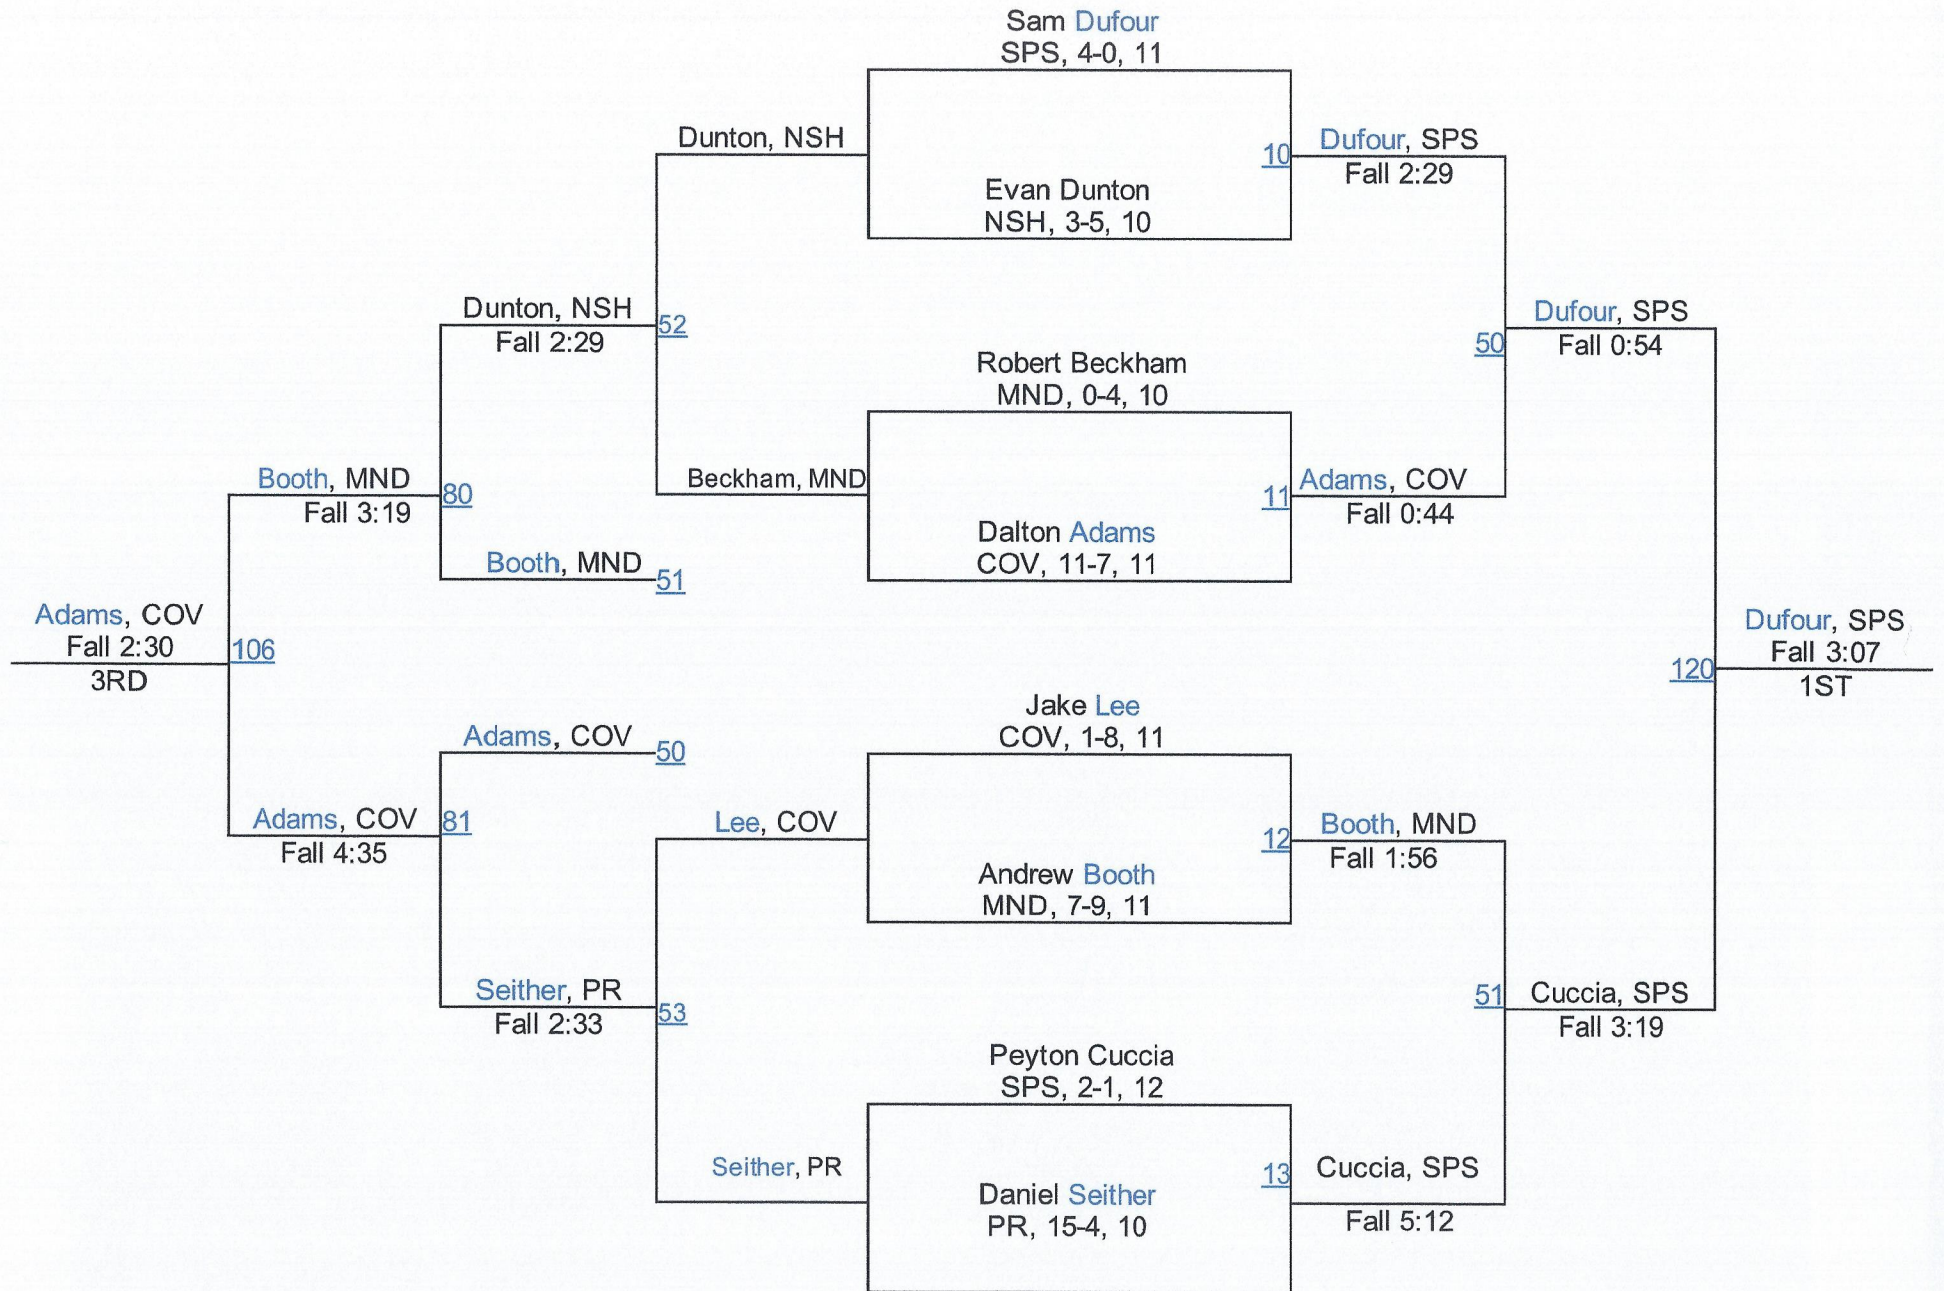 Sam Dufour
SPS, 4-0, 11
Dunton, NSH
10
Dufour, SPS
Fall 2:29
Evan Dunton
NSH, 3-5, 10
Dunton, NSH
Fall 2:29
52
Dufour, SPS
Fall 0:54
50
Robert Beckham
MND, 0-4, 10
Booth, MND
Fall 3:19
80
Beckham, MND
11
Adams, COV
Fall 0:44
Dalton Adams
COV, 11-7, 11
Booth, MND
51
Adams, COV
Fall 2:30
3RD
106
120
Dufour, SPS
Fall 3:07
1ST
Jake Lee
COV, 1-8, 11
Adams, COV
50
Adams, COV
Fall 4:35
81
Lee, COV
12
Booth, MND
Fall 1:56
Andrew Booth
MND, 7-9, 11
Seither, PR
Fall 2:33
53
51
Cuccia, SPS
Fall 3:19
Peyton Cuccia
SPS, 2-1, 12
Seither, PR
13
Cuccia, SPS
Fall 5:12
Daniel Seither
PR, 15-4, 10